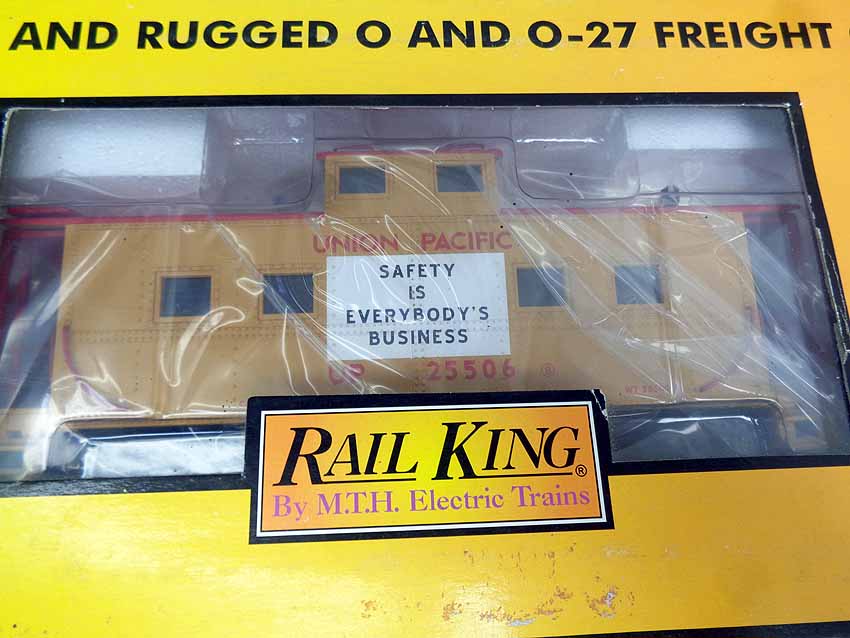 AND RUGGED O AND O-27 FREIGHT
UNION PACIFIC
SAFETY
IS
EVERYBODY'S
BUSINESS
UP 25506
RAIL KING®
By M.T.H. Electric Trains